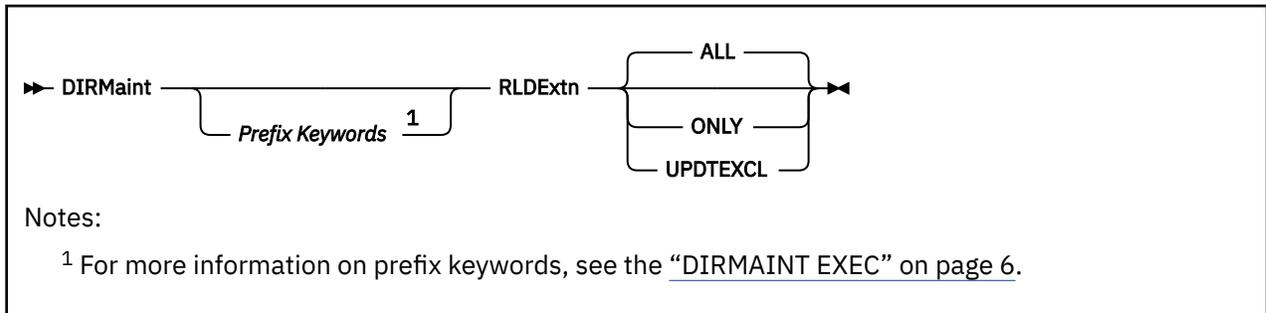 ALL
DIRMaint RLDExtn
Prefix Keywords 1
ONLY
UPDTEXCL
Notes:
1 For more information on prefix keywords, see the “DIRMAINT EXEC” on page 6.